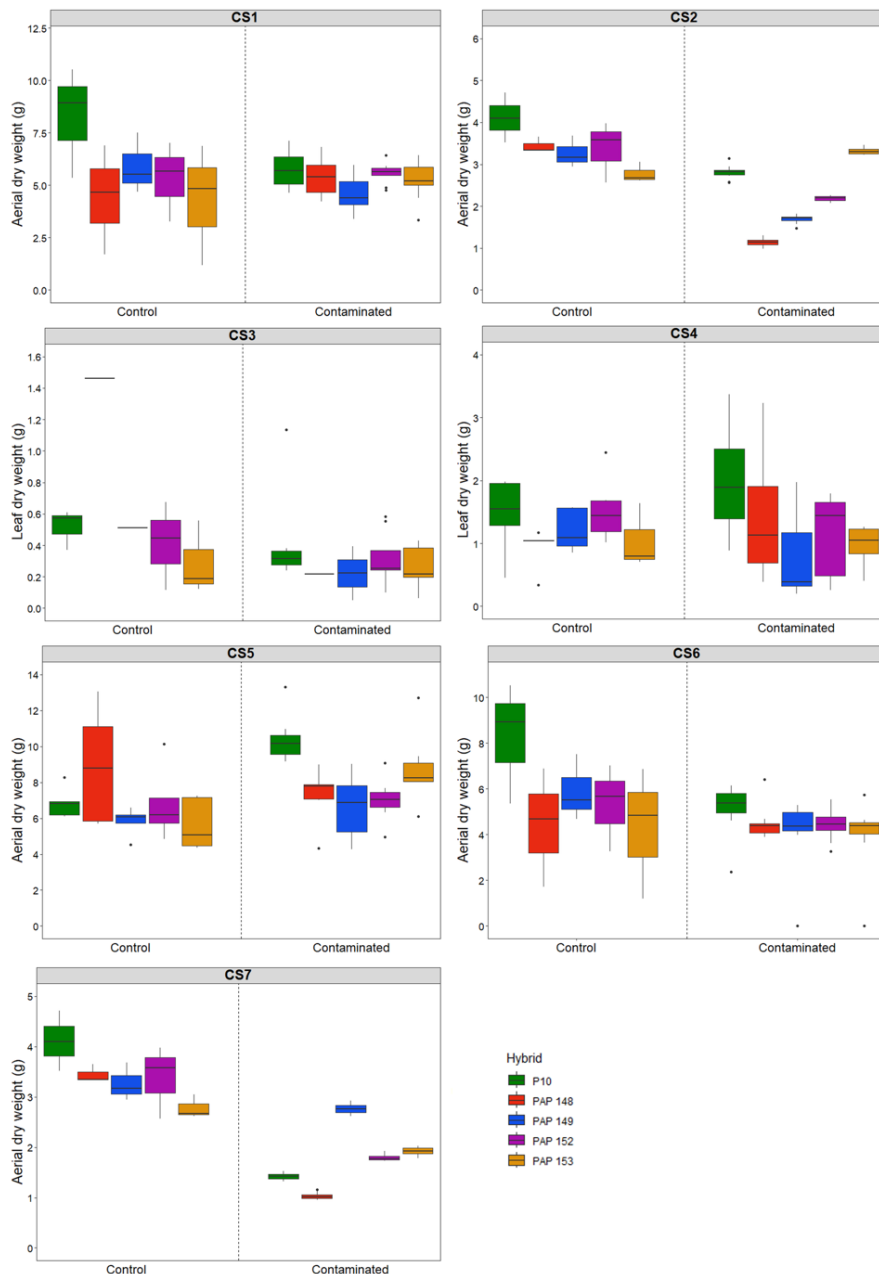 CS1
Aerial dry weight (g)
12.5
10.0
7.5
5.0
2.5
0.0
Control
Contaminated
CS2
Aerial dry weight (g)
6
5
4
3
2
1
0
Control
Contaminated
CS3
Leaf dry weight (g)
1.6
1.4
1.2
1.0
0.8
0.6
0.4
0.2
0.0
Control
Contaminated
CS4
Leaf dry weight (g)
4
3
2
1
0
Control
Contaminated
CS5
Aerial dry weight (g)
14
12
10
8
6
4
2
0
Control
Contaminated
CS6
Aerial dry weight (g)
10
8
6
4
2
0
Control
Contaminated
CS7
Aerial dry weight (g)
5
4
3
2
1
0
Control
Contaminated
Hybrid
P10
PAP 148
PAP 149
PAP 152
PAP 153